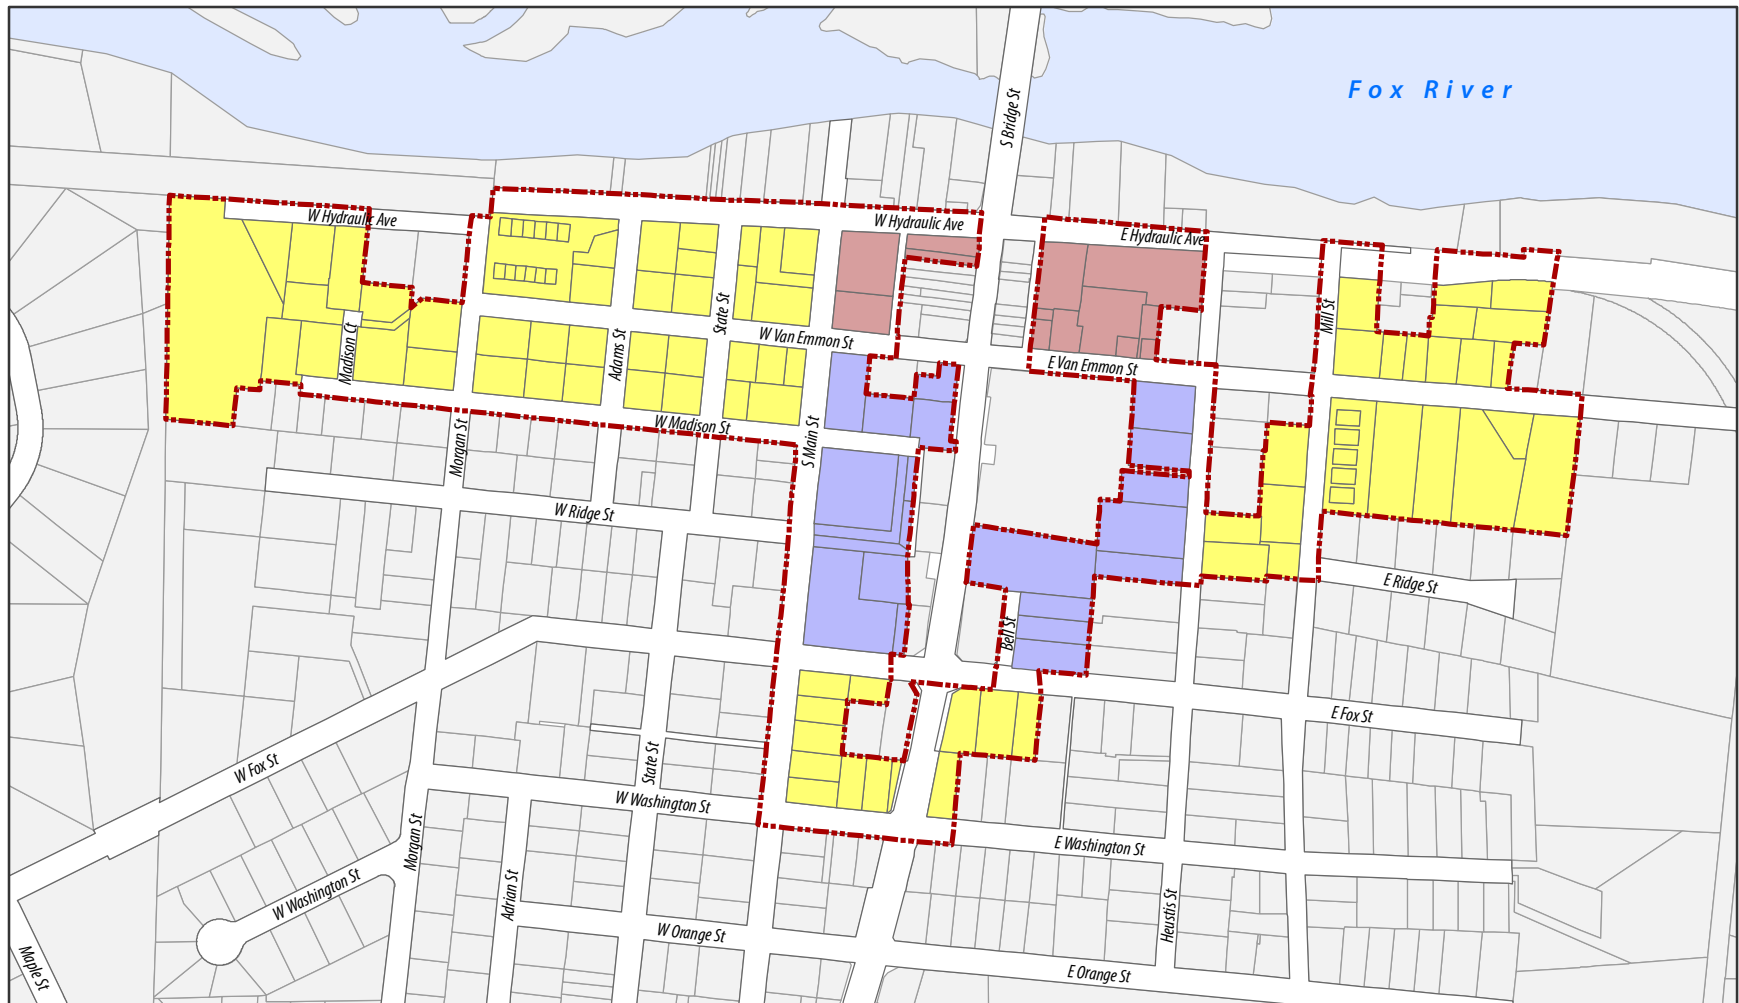 Fox River
S Bridge St
W Hydraulic Ave
W Hydraulic Ave
E Hydraulic Ave
Mill St
State St
W Van Emmon St
Adams St
Madison Ct
E Van Emmon St
W Madison St
S Main St
Morgan St
W Ridge St
E Ridge St
Bell St
E Fox St
State St
W Fox St
W Washington St
Morgan St
E Washington St
Adrian St
W Washington St
Heustis St
W Orange St
E Orange St
Maple St